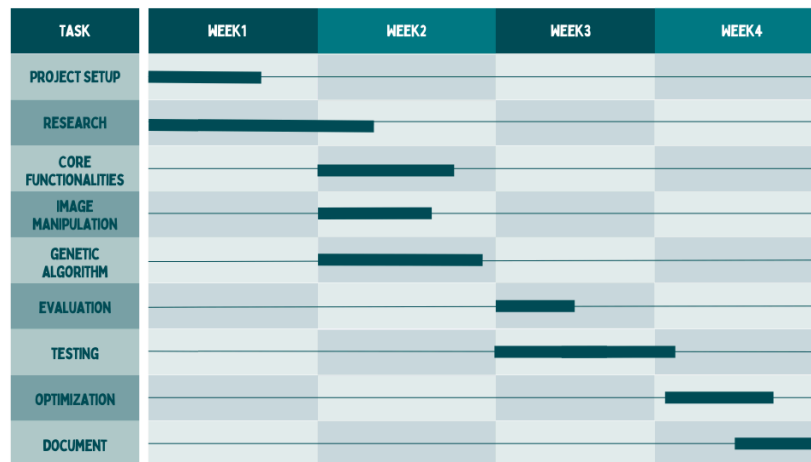 TASK WEEK1 WEEK2 WEEK3 WEEK4
PROJECT SETUP
RESEARCH
CORE
FUNCTIONALITIES
IMAGE
MANIPULATION
GENETIC
ALGORITHM
EVALUATION
TESTING
OPTIMIZATION
DOCUMENT